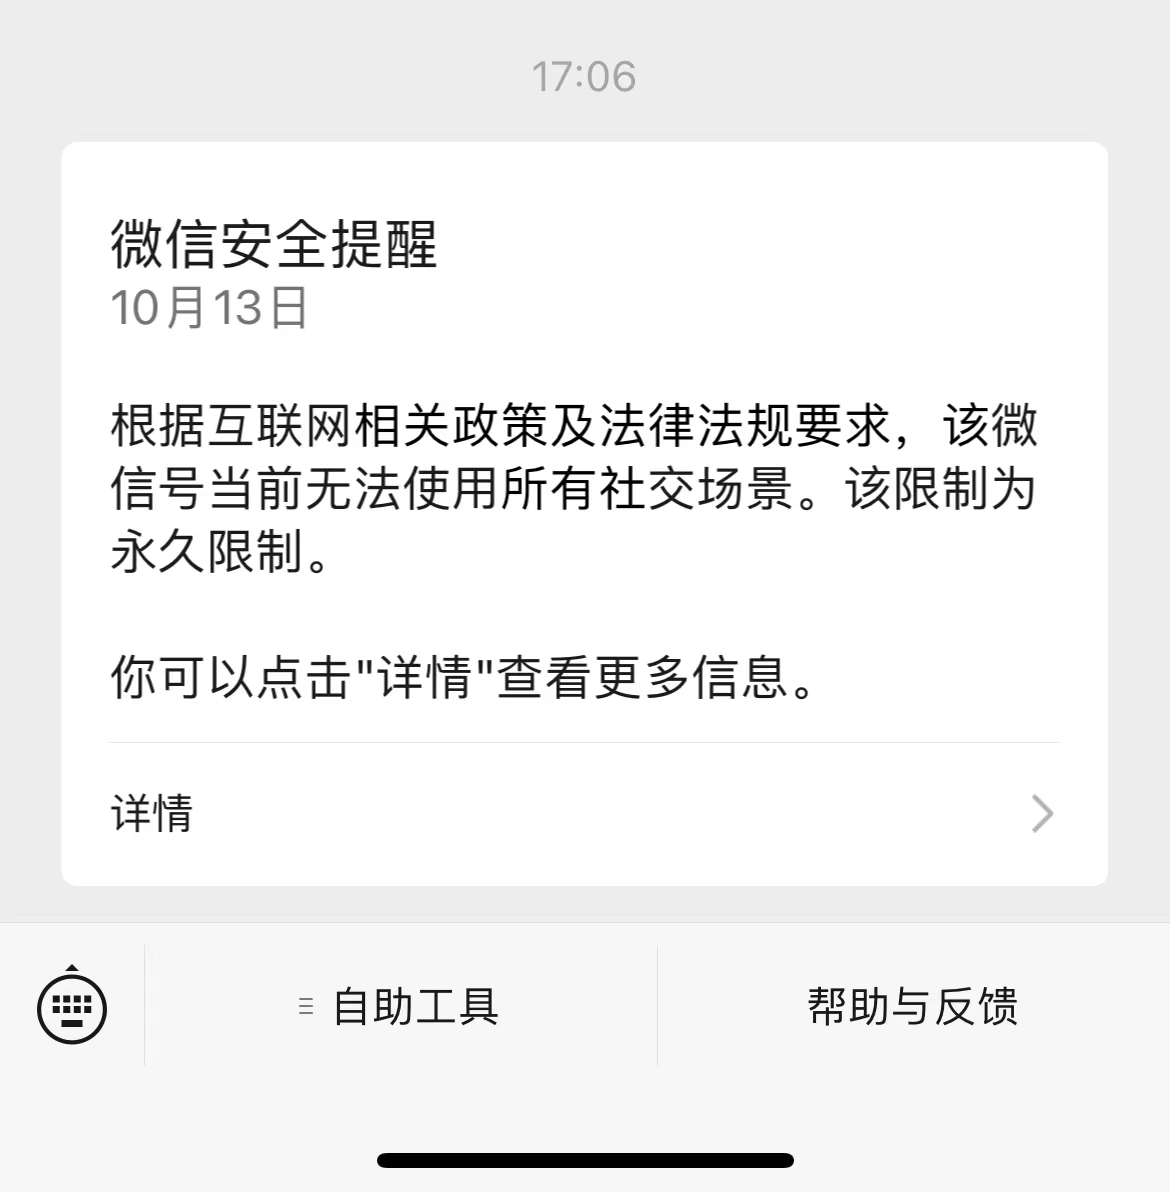 17:06
微信安全提醒
10月13日
根据互联网相关政策及法律法规要求，该微
信号当前无法使用所有社交场景。该限制为
永久限制。
你可以点击"详情"查看更多信息。
详情
自助工具
帮助与反馈